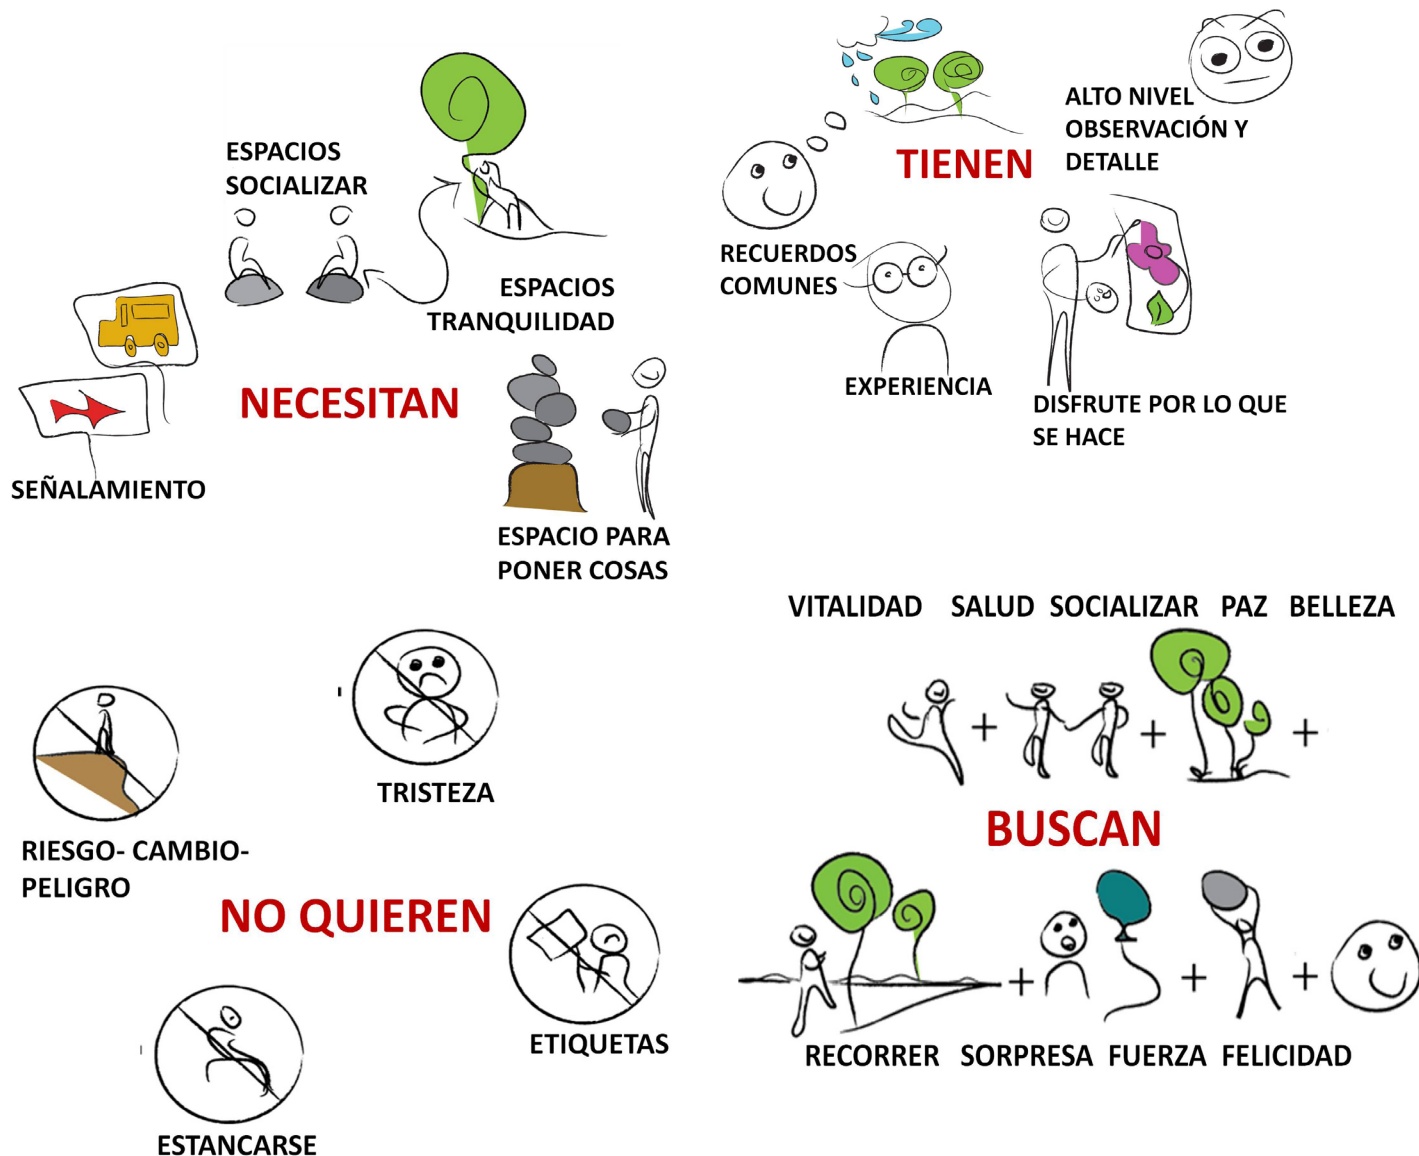 ESPACIOS
SOCIALIZAR
ESPACIOS
TRANQUILIDAD
NECESITAN
SEÑALAMIENTO
ESPACIO PARA
PONER COSAS
ALTO NIVEL
OBSERVACIÓN Y
DETALLE
TIENEN
RECUERDOS
COMUNES
EXPERIENCIA
DISFRUTE POR LO QUE
SE HACE
TRISTEZA
RIESGO- CAMBIO-
PELIGRO
NO QUIEREN
ETIQUETAS
ESTANCARSE
VITALIDAD SALUD SOCIALIZAR PAZ BELLEZA
+ + +
BUSCAN
+ + +
RECORRER SORPRESA FUERZA FELICIDAD